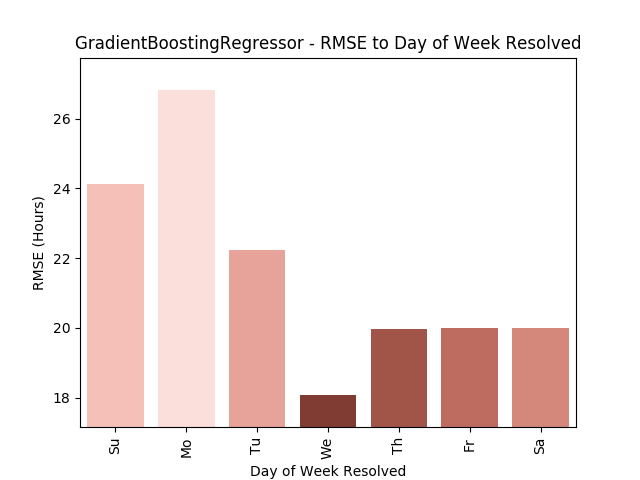 GradientBoostingRegressor - RMSE to Day of Week Resolved
RMSE (Hours)
26
24
22
20
18
Su Mo Tu We Th Fr Sa
Day of Week Resolved